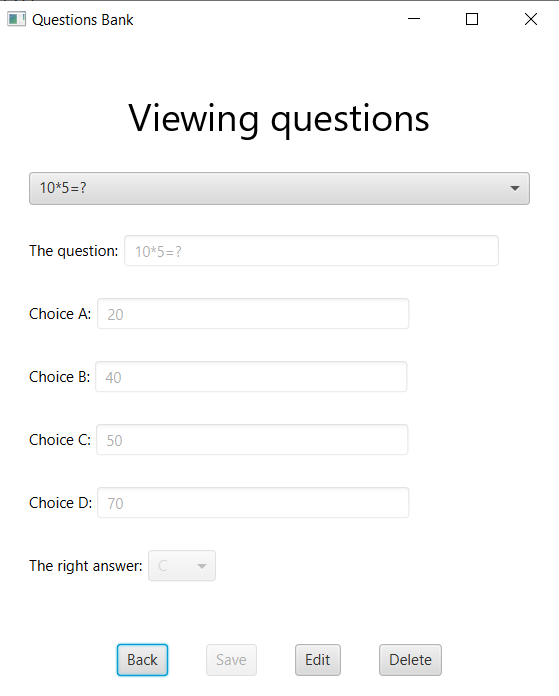 Questions Bank
Viewing questions
10*5=?
The question: 10*5=?
Choice A: 20
Choice B: 40
Choice C: 50
Choice D: 70
The right answer: C
Back Save Edit Delete